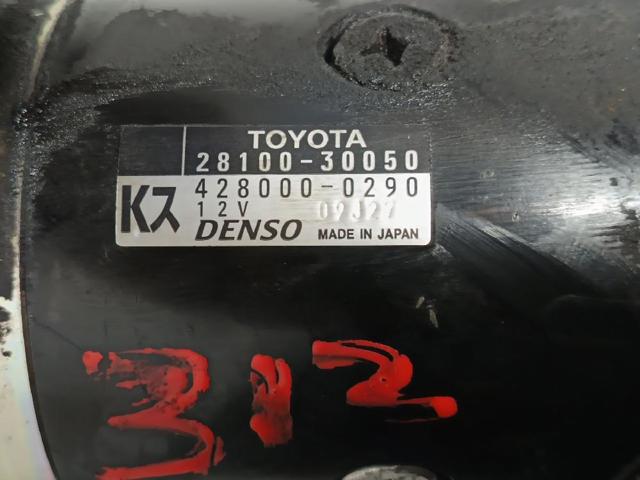 TOYOTA
28100-30050
Kス 428000-0290
12V 09J27
DENSO MADE IN JAPAN
312